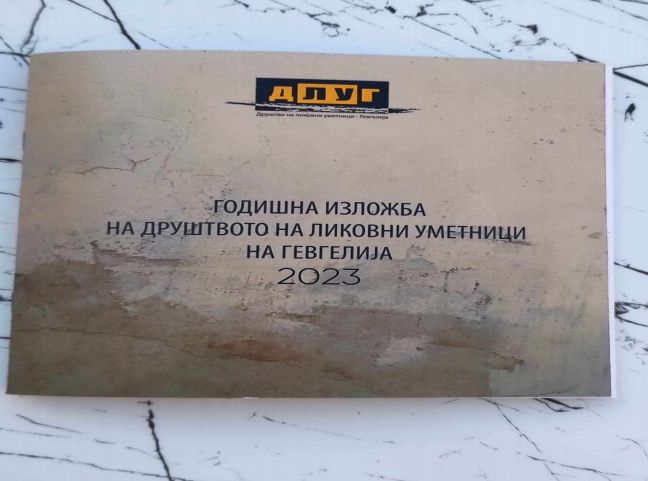 ДЛУГ
Друштво на ликовни уметници - Гевгелија
ГОДИШНА ИЗЛОЖБА
НА ДРУШТВОТО НА ЛИКОВНИ УМЕТНИЦИ
НА ГЕВГЕЛИЈА
2023